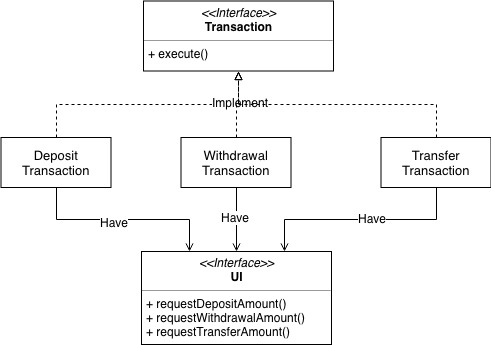 <<Interface>>
Transaction
+ execute()
Implement
Deposit
Transaction
Withdrawal
Transaction
Transfer
Transaction
Have
Have
Have
<<Interface>>
UI
+ requestDepositAmount()
+ requestWithdrawalAmount()
+ requestTransferAmount()